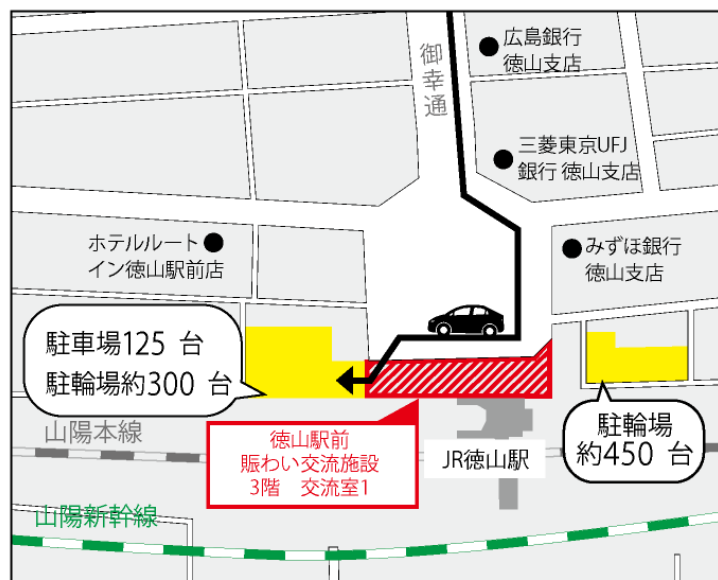 御幸通
広島銀行
徳山支店
三菱東京UFJ
銀行 徳山支店
ホテルルート
イン徳山駅前店
みずほ銀行
徳山支店
駐車場125 台
駐輪場約300 台
山陽本線
徳山駅前
賑わい交流施設
3階　交流室1
JR徳山駅
駐輪場
約450 台
山陽新幹線